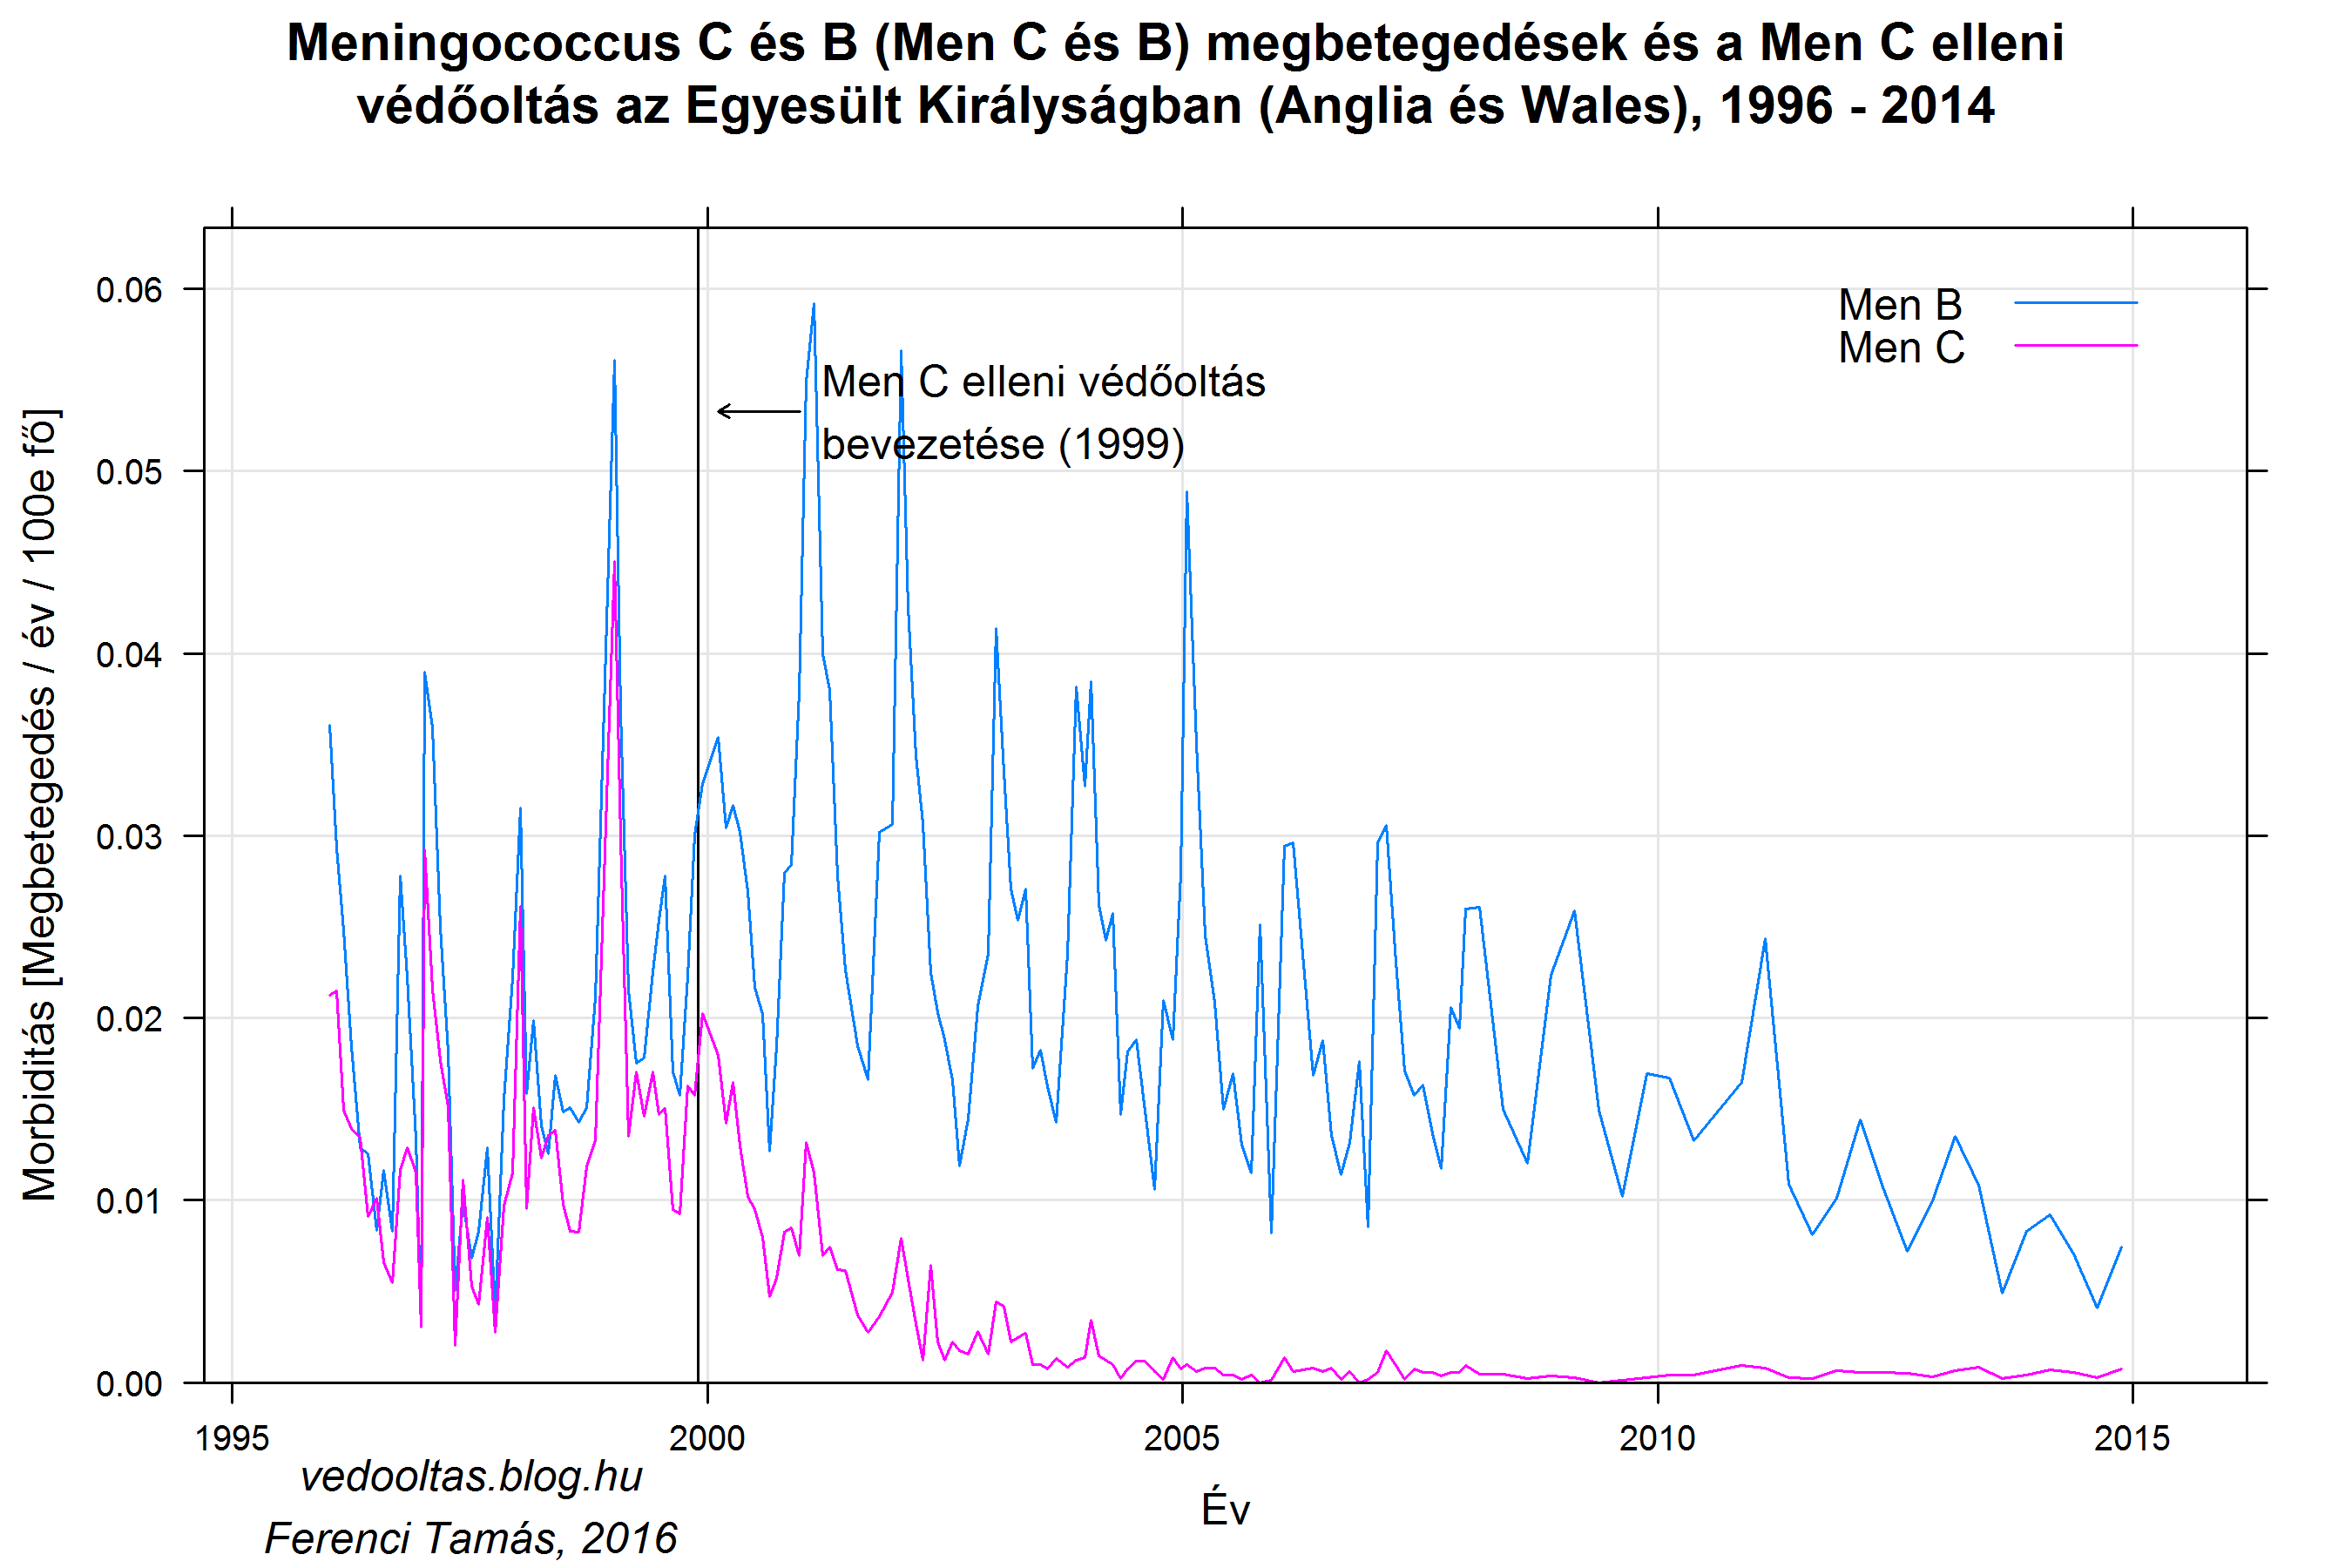 Meningococcus C és B (Men C és B) megbetegedések és a Men C elleni
védőoltás az Egyesült Királyságban (Anglia és Wales), 1996 - 2014
Morbiditás [Megbetegedés / év / 100e fő]
0.06
0.05
0.04
0.03
0.02
0.01
0.00
Men B
Men C
Men C elleni védőoltás
bevezetése (1999)
1995
2000
2005
2010
2015
Év
vedooltas.blog.hu
Ferenci Tamás, 2016